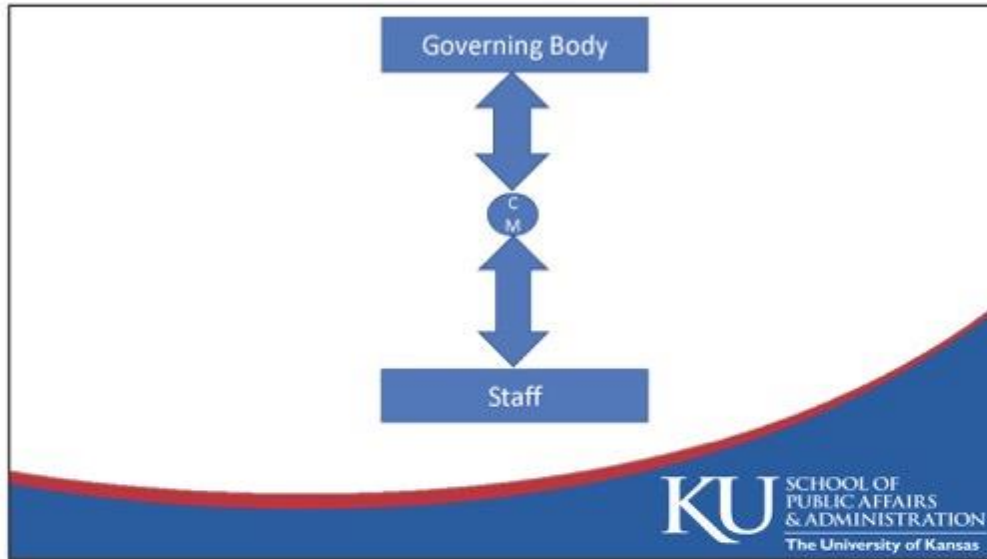 Governing Body
C
M
Staff
KU
SCHOOL OF
PUBLIC AFFAIRS
& ADMINISTRATION
The University of Kansas